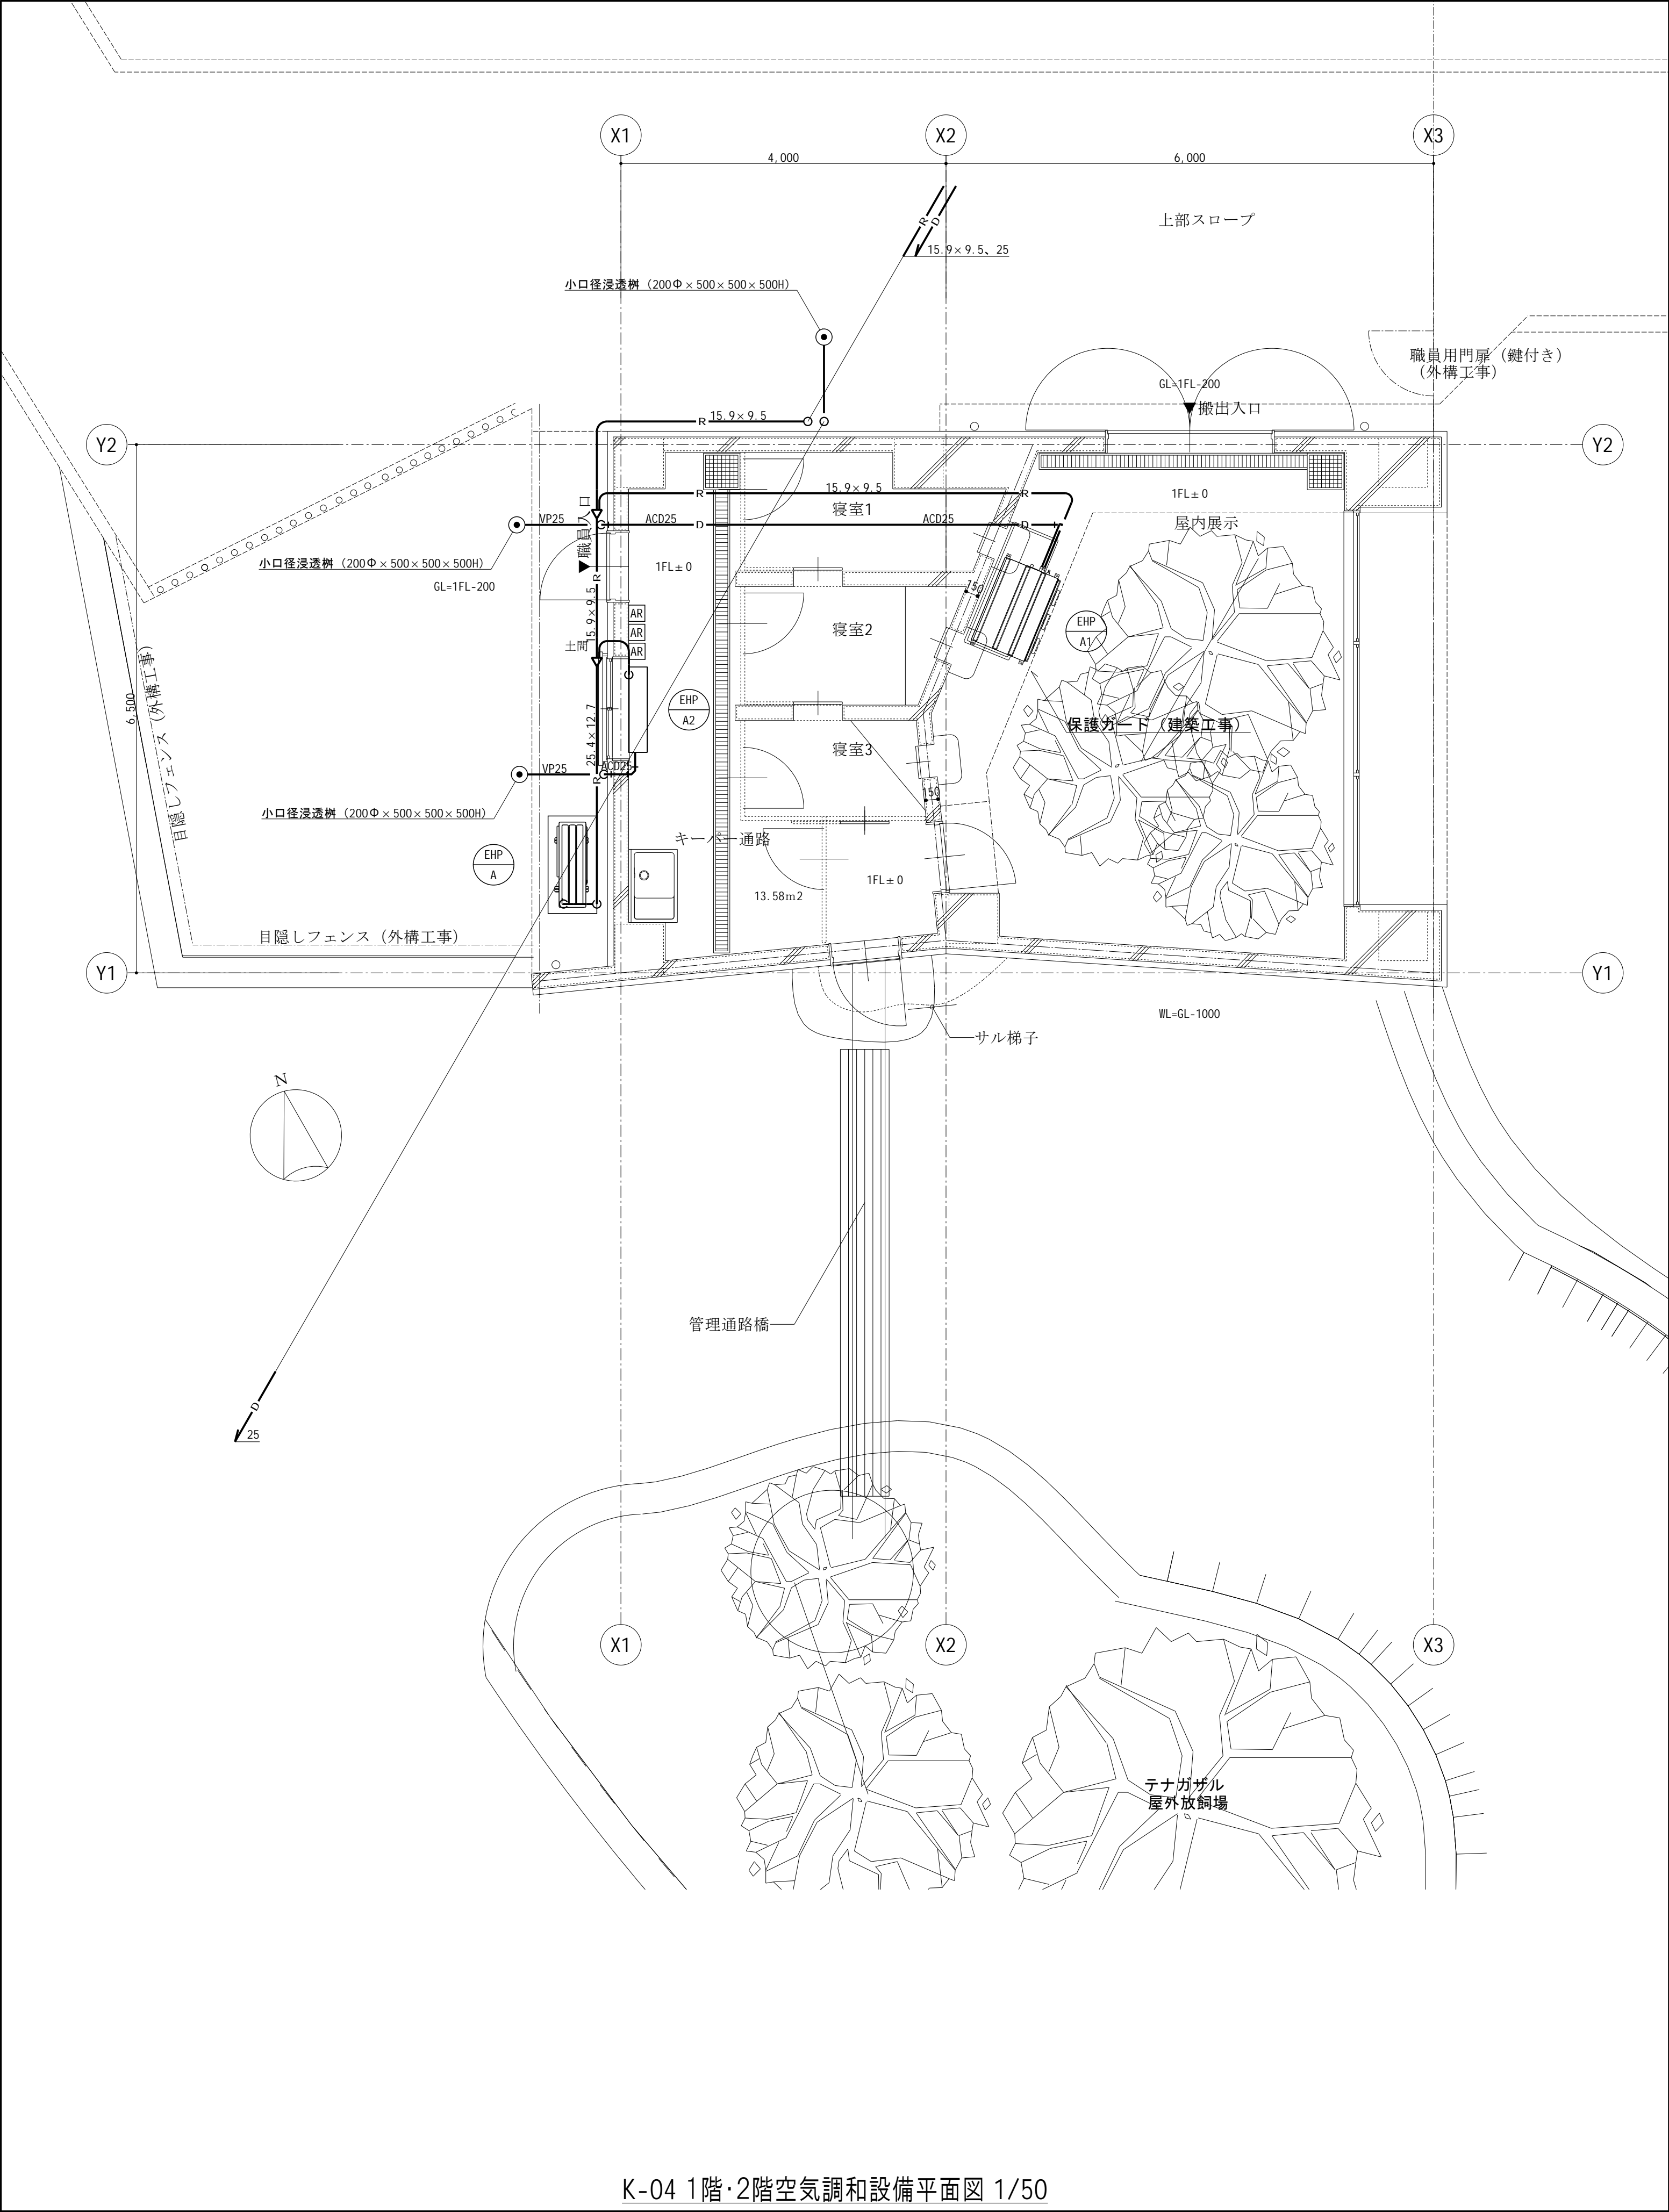 X1
X2
X3
4,000
6,000
R
D
15.9×9.5、25
上部スロープ
小口径浸透桝（200Φ×500×500×500H）
職員用門扉（鍵付き）
（外構工事）
GL=1FL-200
搬出入口
R
15.9×9.5
Y2
Y2
R
15.9×9.5
R
1FL±0
寝室1
屋内展示
VP25
ACD25
D
ACD25
D
職員入口
小口径浸透桝（200Φ×500×500×500H）
GL=1FL-200
1FL±0
R
15.9×9.5
150
AR
AR
AR
土間
寝室2
EHP
A1
目隠しフェンス（外構工事）
6,500
EHP
A2
25.4×12.7
保護ガード（建築工事）
寝室3
VP25
R
ACD25
150
小口径浸透桝（200Φ×500×500×500H）
キーパー通路
EHP
A
1FL±0
13.58m2
目隠しフェンス（外構工事）
Y1
Y1
WL=GL-1000
サル梯子
N
管理通路橋
D
25
X1
X2
X3
テナガザル
屋外放飼場
K-04 1階･2階空気調和設備平面図 1/50